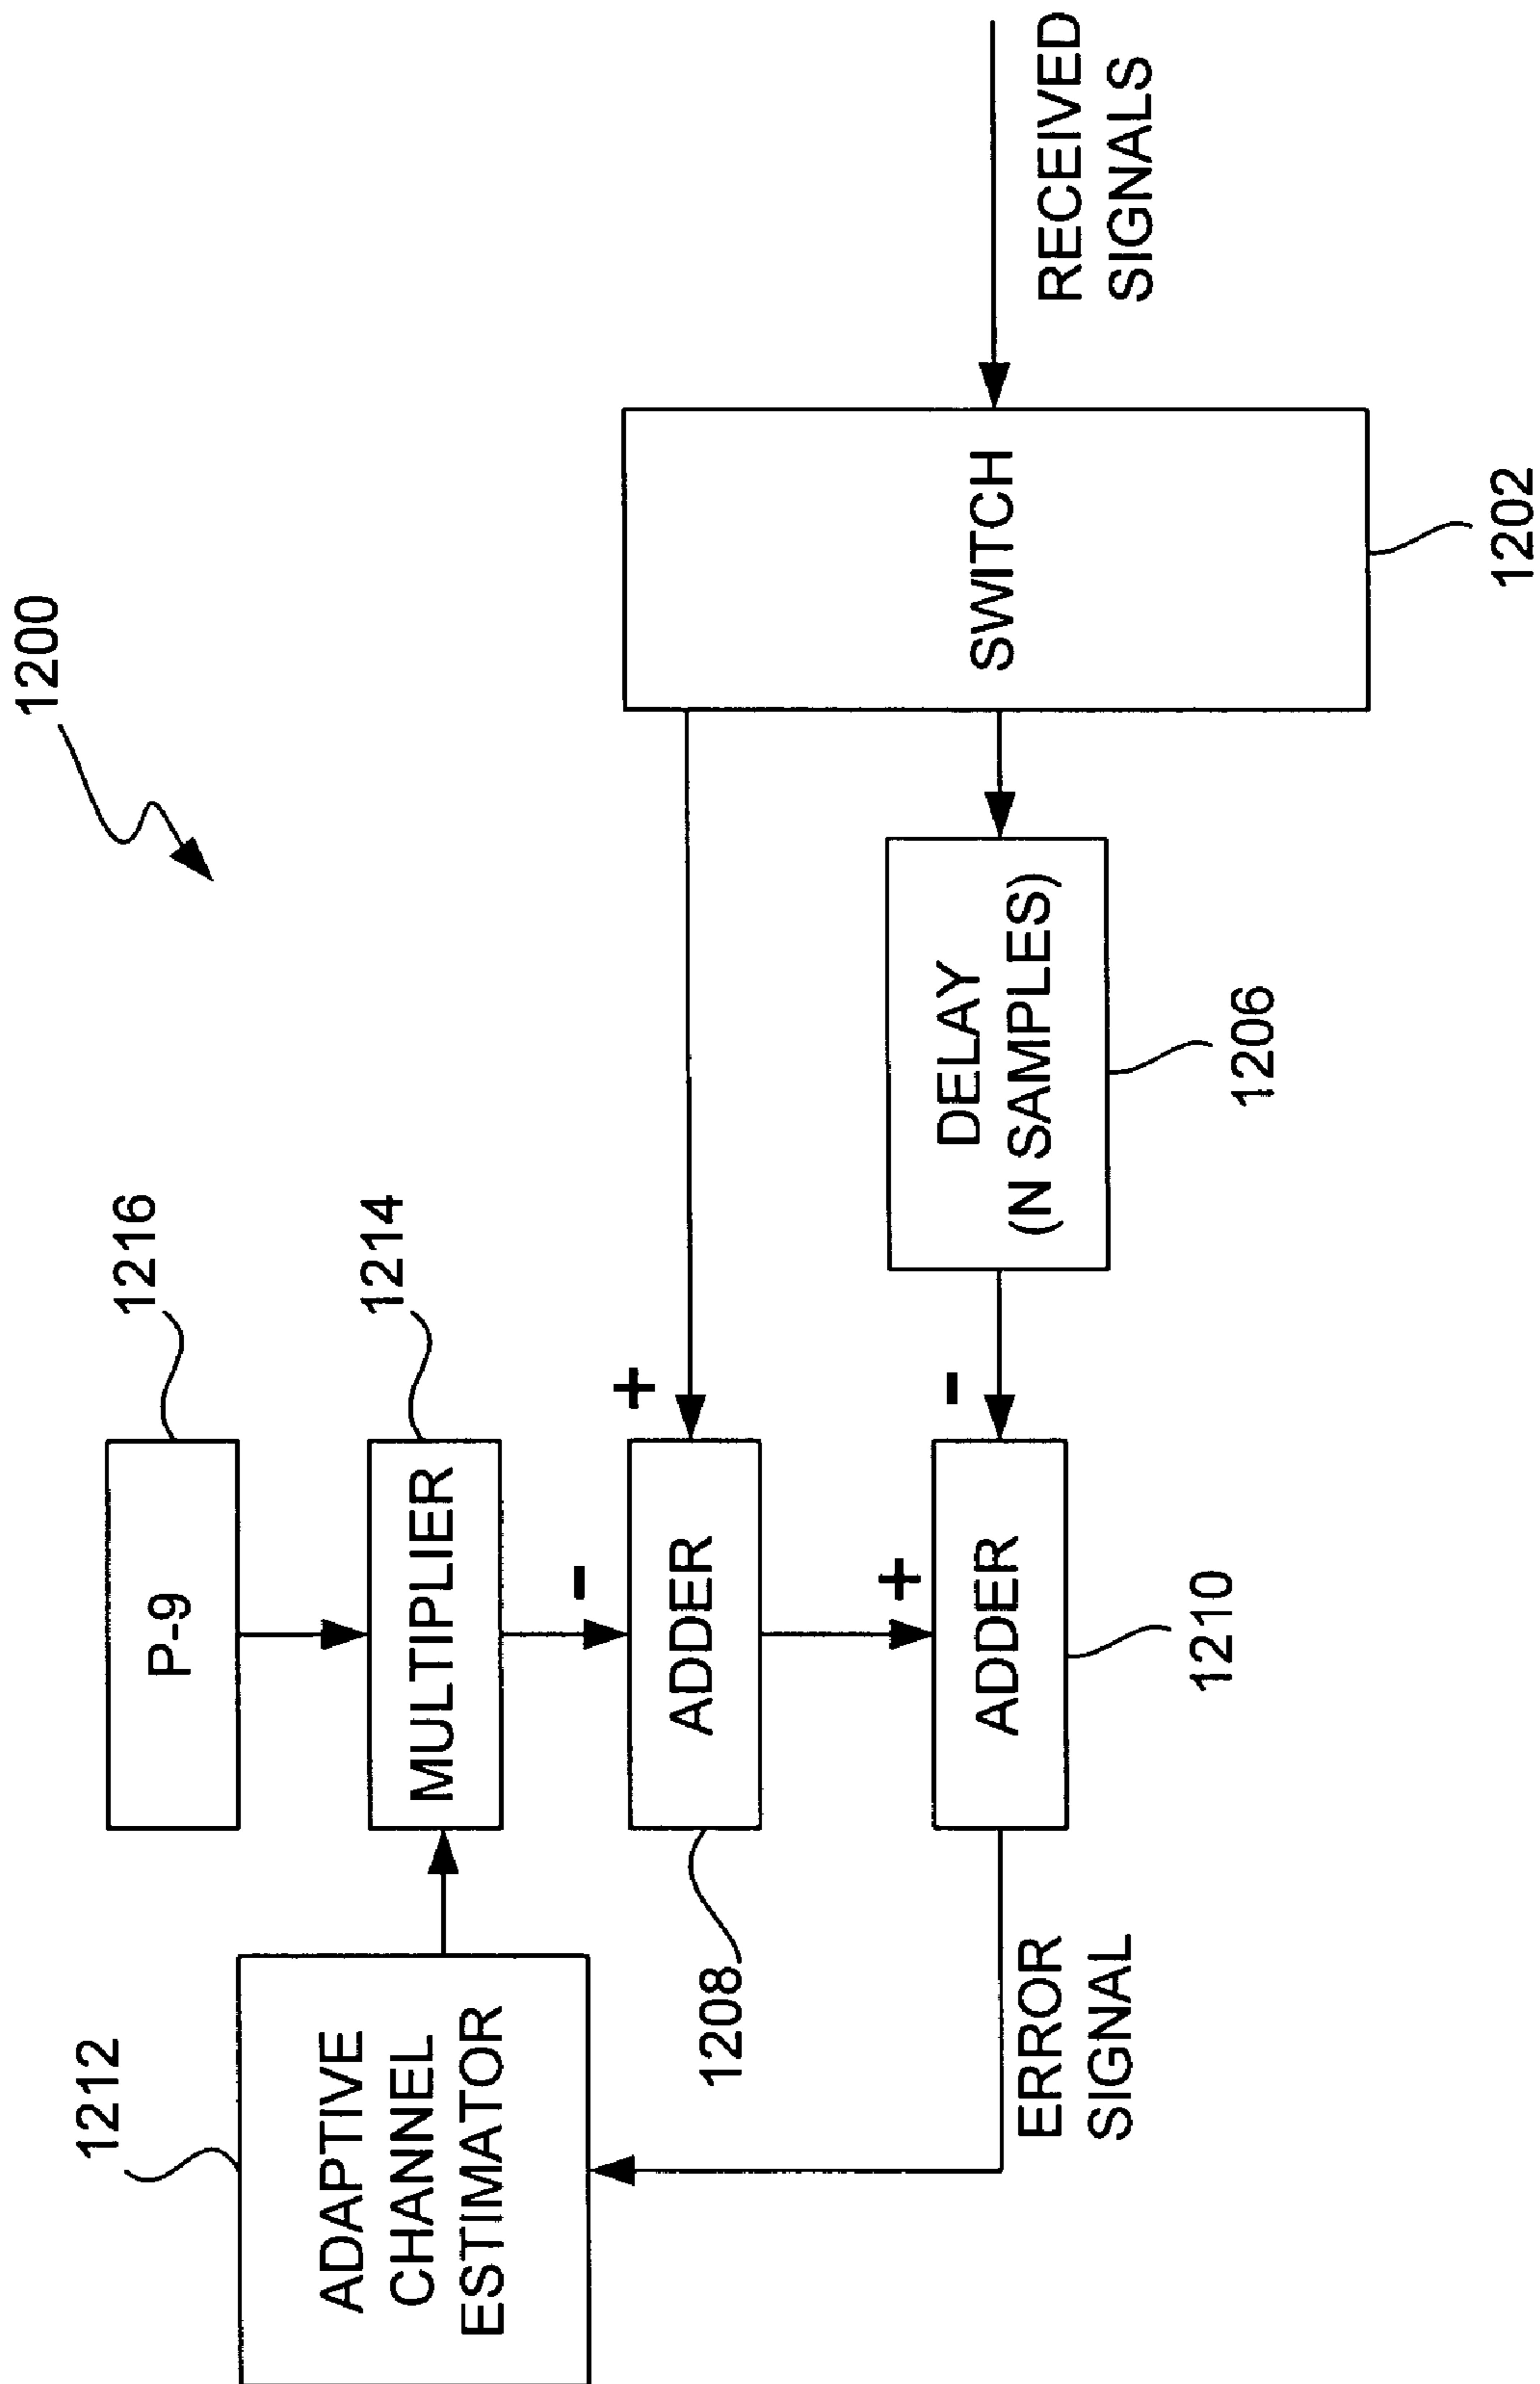 1200
1216
P-9
1214
MULTIPLIER
1212
ADAPTIVE
CHANNEL
ESTIMATOR
-
+
ADDER
1208
+
-
ADDER
1210
ERROR
SIGNAL
DELAY
(N SAMPLES)
1206
SWITCH
1202
RECEIVED
SIGNALS